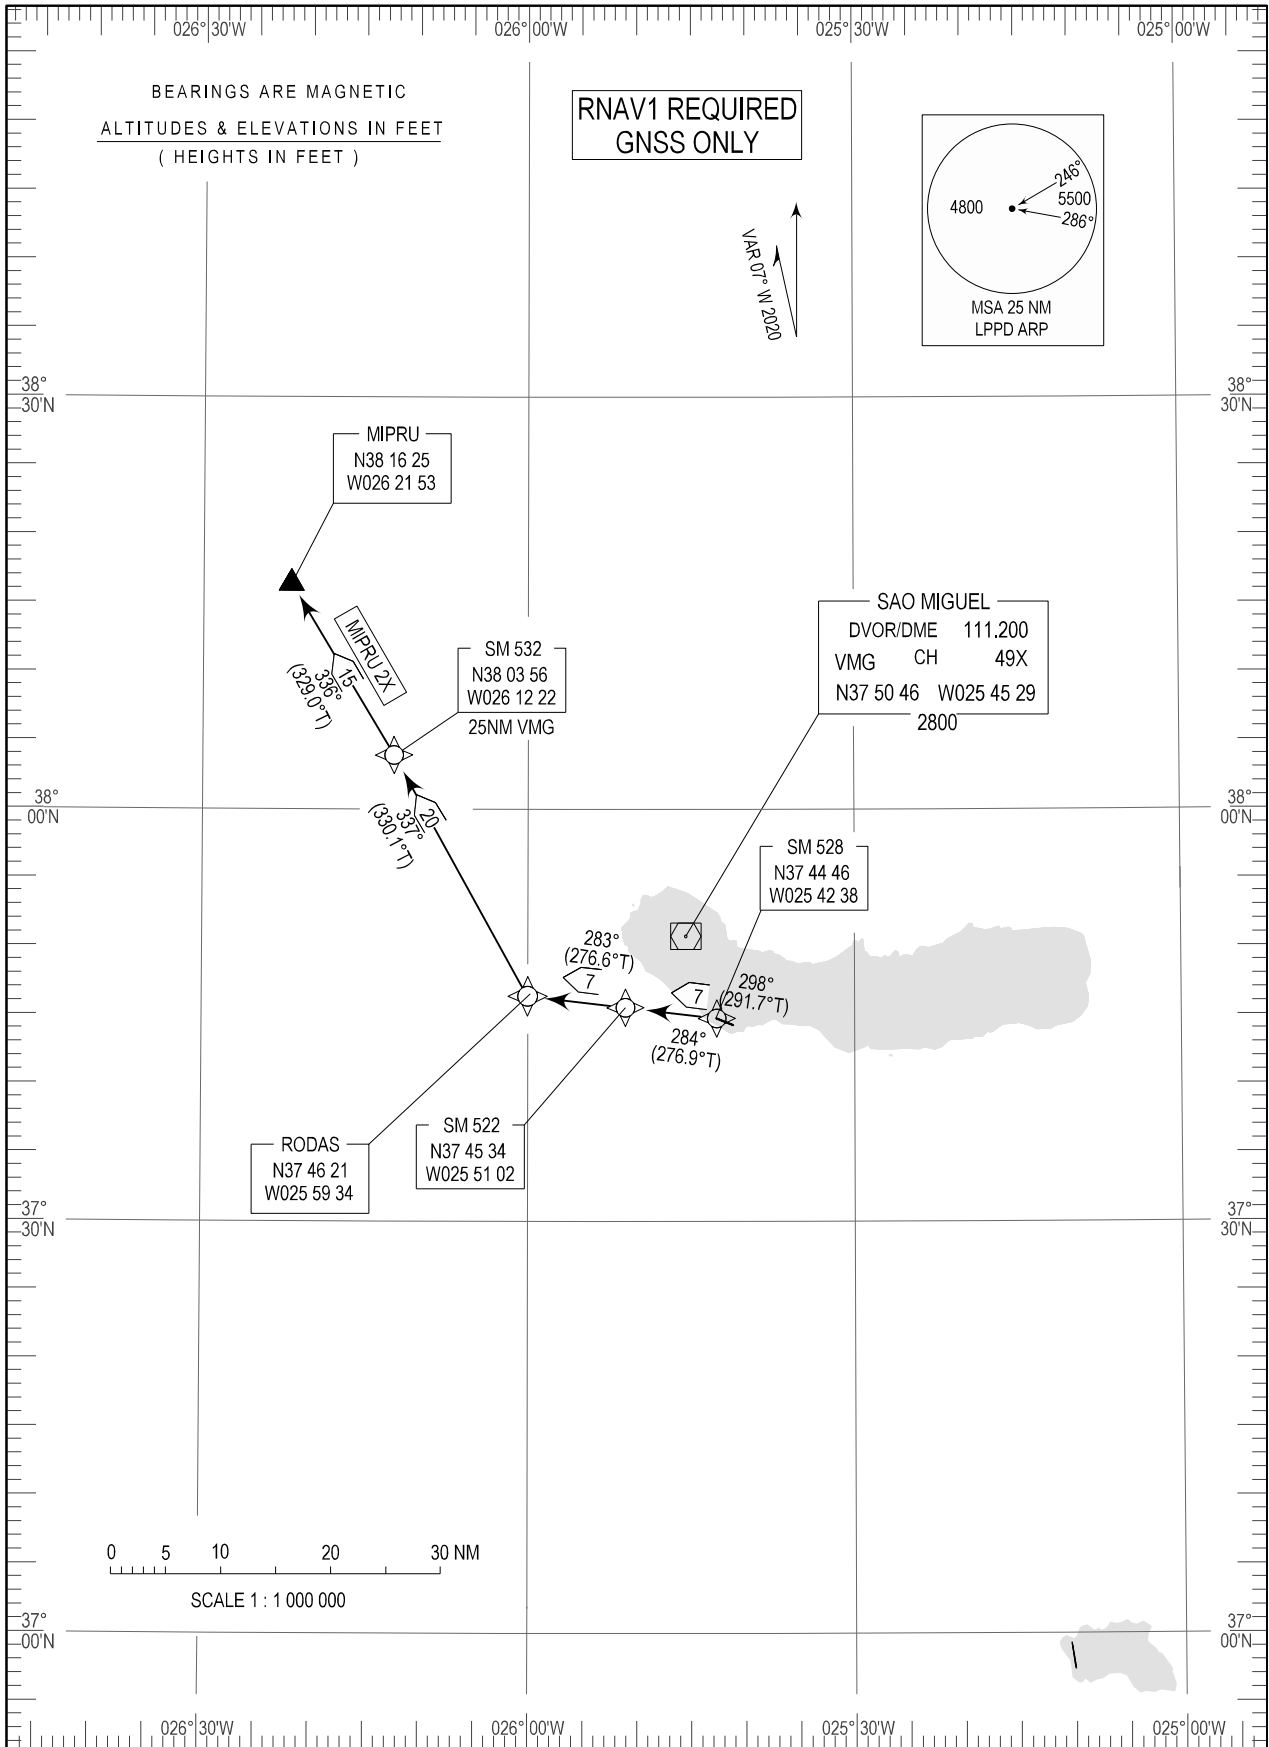 026° 30'W
026° 00'W
025° 30'W
025° 00'W
BEARINGS ARE MAGNETIC
ALTITUDES & ELEVATIONS IN FEET
( HEIGHTS IN FEET )
RNAV1 REQUIRED
GNSS ONLY
VAR 07° W 2020
246°
4800
5500
286°
MSA 25 NM
LPPD ARP
38°
30'N
38°
30'N
MIPRU
N38 16 25
W026 21 53
MIPRU 2X
15
336°
(329.0°T)
SM 532
N38 03 56
W026 12 22
25NM VMG
SAO MIGUEL
DVOR/DME 111.200
VMG CH 49X
N37 50 46 W025 45 29
2800
38°
00'N
38°
00'N
20
337°
(330.1°T)
SM 528
N37 44 46
W025 42 38
283°
(276.6°T)
7
7
298°
(291.7°T)
284°
(276.9°T)
RODAS
N37 46 21
W025 59 34
SM 522
N37 45 34
W025 51 02
37°
30'N
37°
30'N
0 5 10 20 30 NM
SCALE 1 : 1 000 000
37°
00'N
37°
00'N
026° 30'W
026° 00'W
025° 30'W
025° 00'W